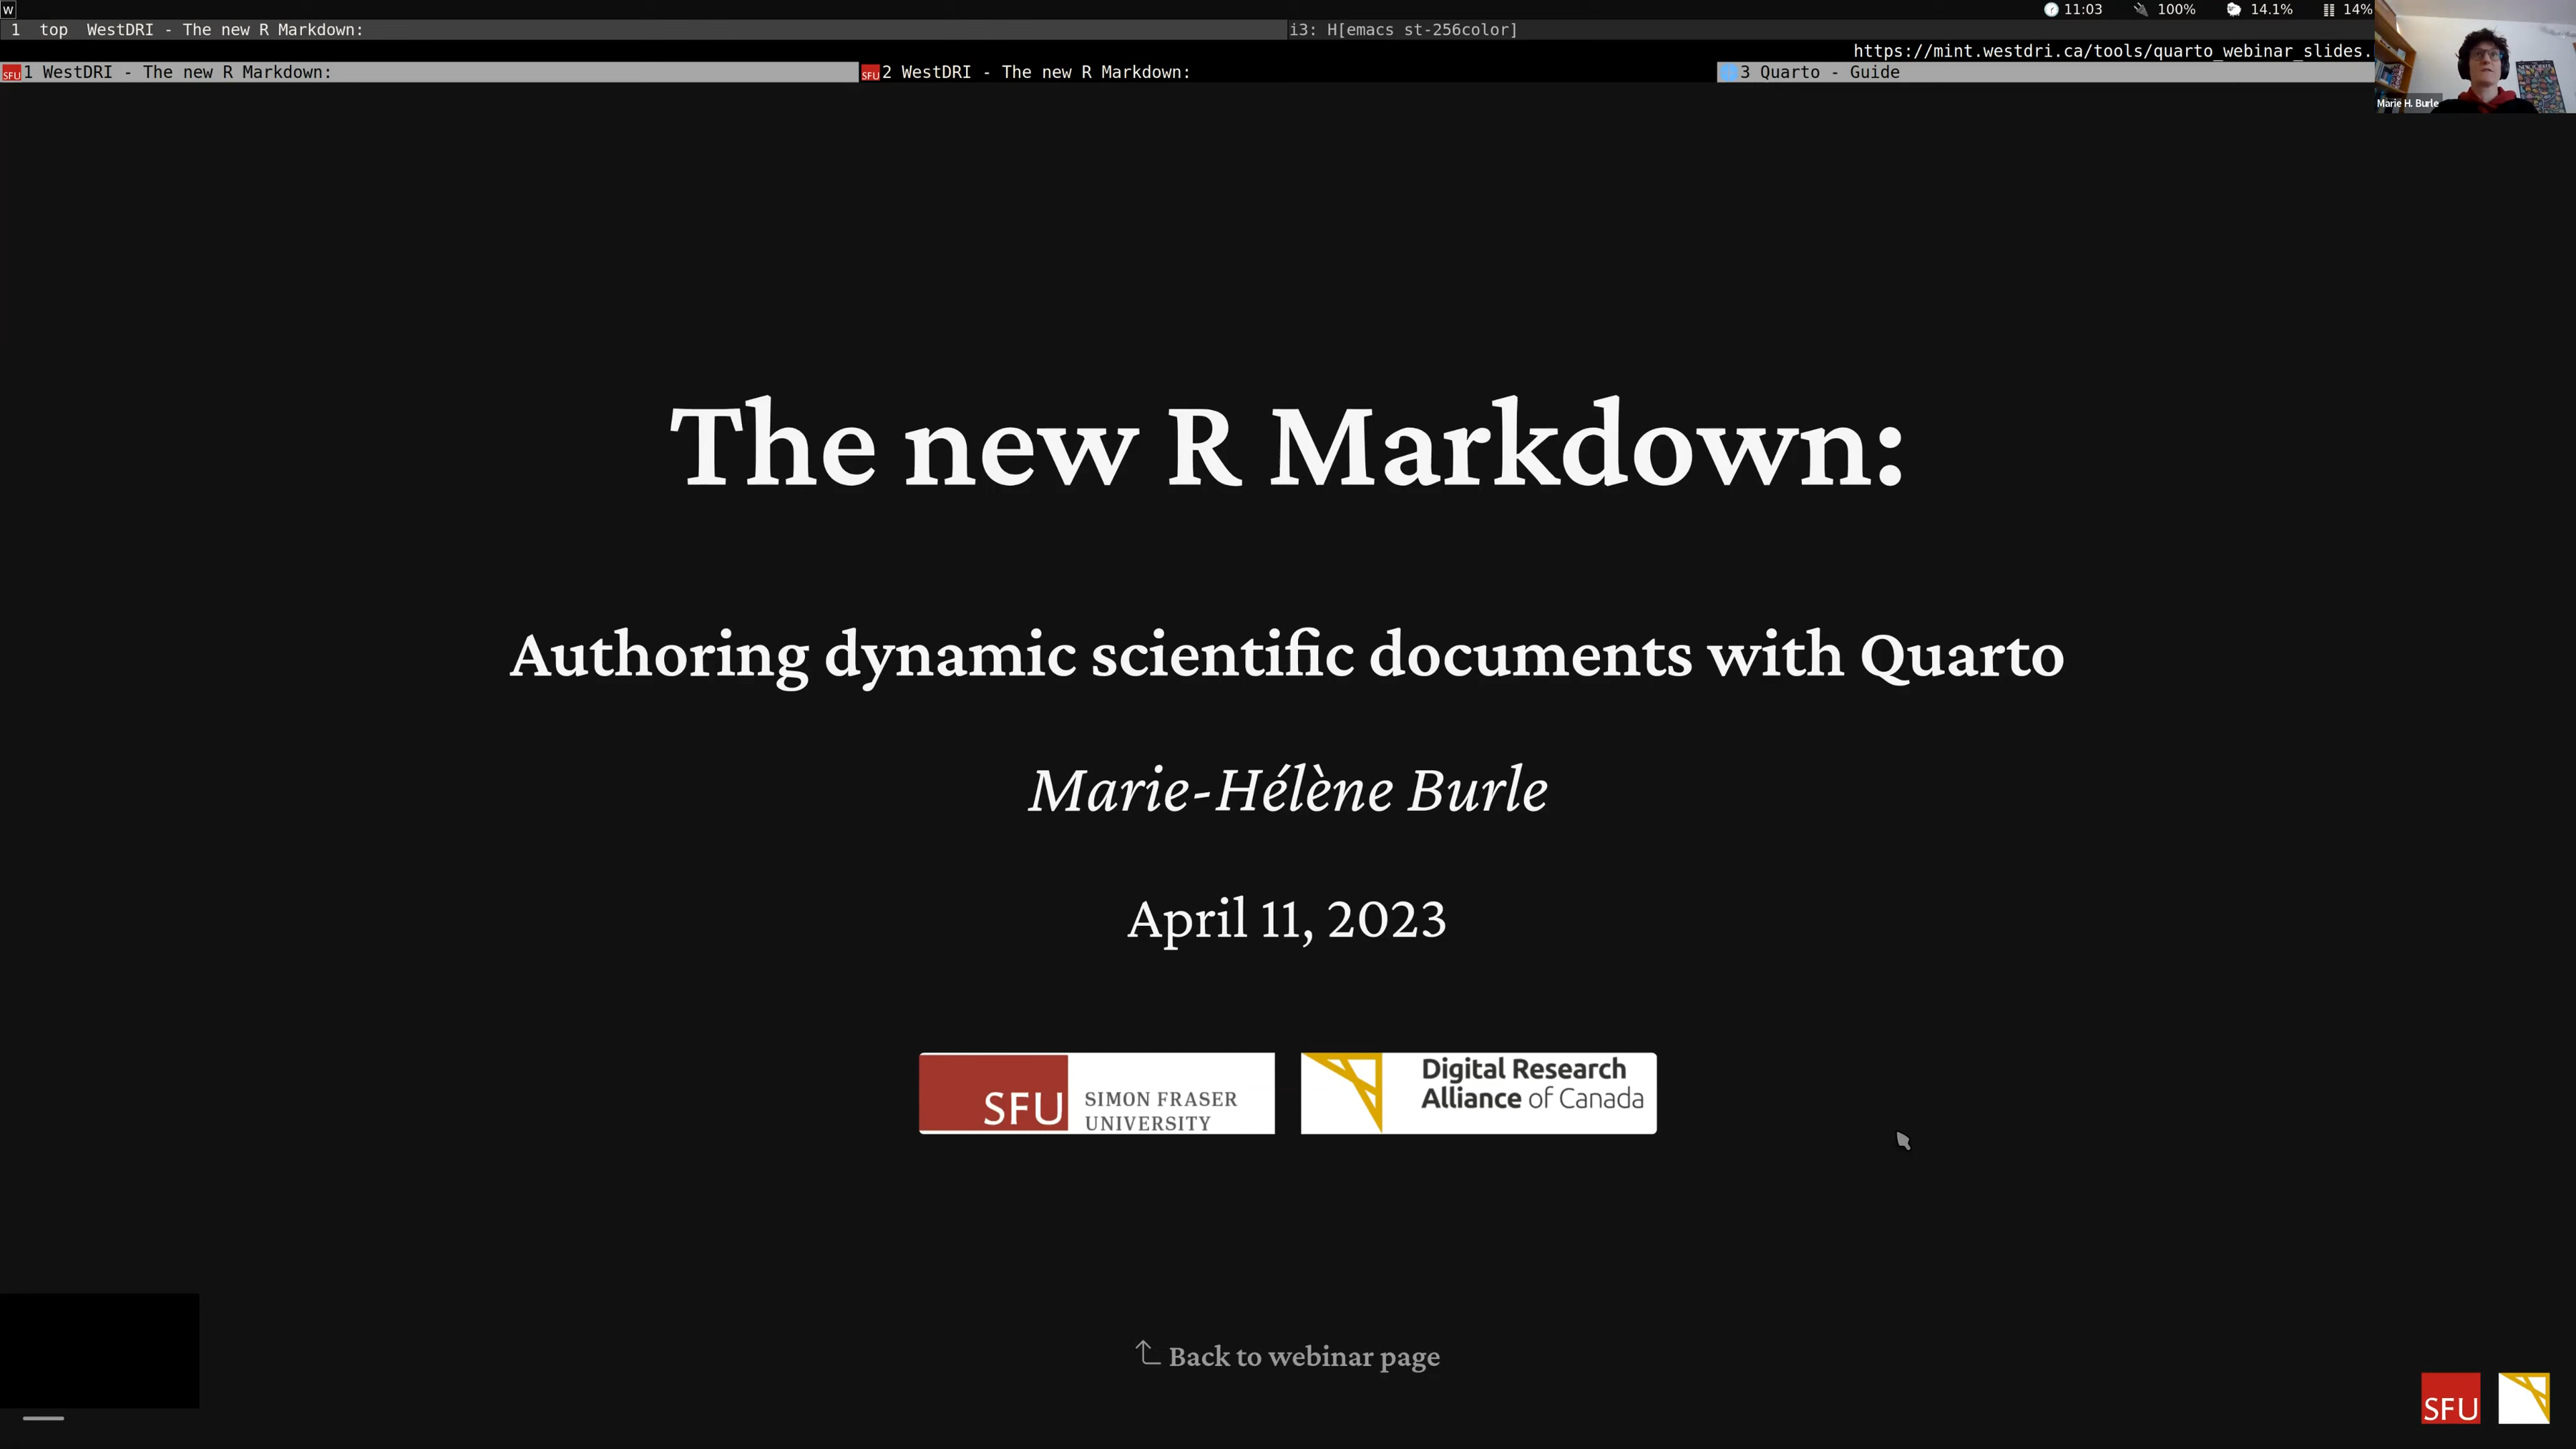 W
11:03 100% 14.1% 14%
1 top WestDRI - The new R Markdown:
i3: H[emacs st-256color]
https://mint.westdri.ca/tools/quarto_webinar_slides.
SFU 1 WestDRI - The new R Markdown:
SFU 2 WestDRI - The new R Markdown:
3 Quarto - Guide
Marie H. Burle
The new R Markdown:
Authoring dynamic scientific documents with Quarto
Marie-Hélène Burle
April 11, 2023
SFU SIMON FRASER
UNIVERSITY
Digital Research
Alliance of Canada
Back to webinar page
SFU